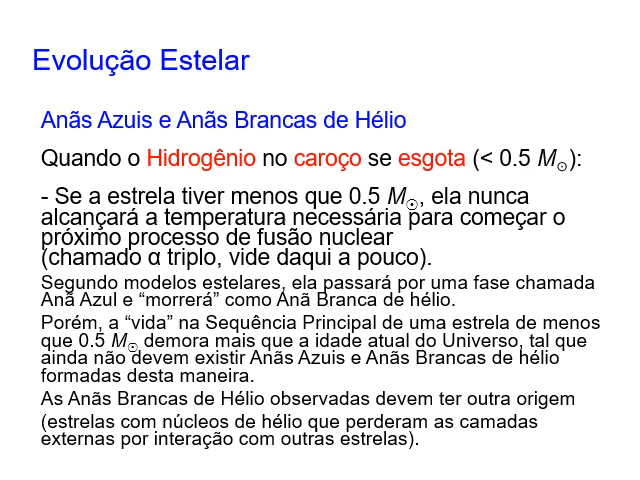 Evolução Estelar
Anãs Azuis e Anãs Brancas de Hélio
Quando o Hidrogênio no caroço se esgota (< 0.5 M☉):
- Se a estrela tiver menos que 0.5 M☉, ela nunca
alcançará a temperatura necessária para começar o
próximo processo de fusão nuclear
(chamado α triplo, vide daqui a pouco).
Segundo modelos estelares, ela passará por uma fase chamada
Anã Azul e “morrerá” como Anã Branca de hélio.
Porém, a “vida” na Sequência Principal de uma estrela de menos
que 0.5 M☉ demora mais que a idade atual do Universo, tal que
ainda não devem existir Anãs Azuis e Anãs Brancas de hélio
formadas desta maneira.
As Anãs Brancas de Hélio observadas devem ter outra origem
(estrelas com núcleos de hélio que perderam as camadas
externas por interação com outras estrelas).